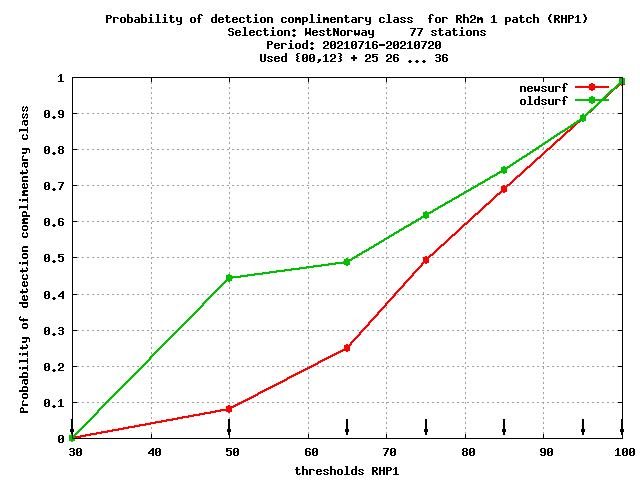 Probability of detection complimentary class  for Rh2m 1 patch (RHP1)
Selection: WestNorway     77 stations
Period: 20210716-20210720
Used {00,12} + 25 26 ... 36
newsurf
oldsurf
Probability of detection complimentary class
1
0,9
0,8
0,7
0,6
0,5
0,4
0,3
0,2
0,1
0
30 40 50 60 70 80 90 100
thresholds RHP1